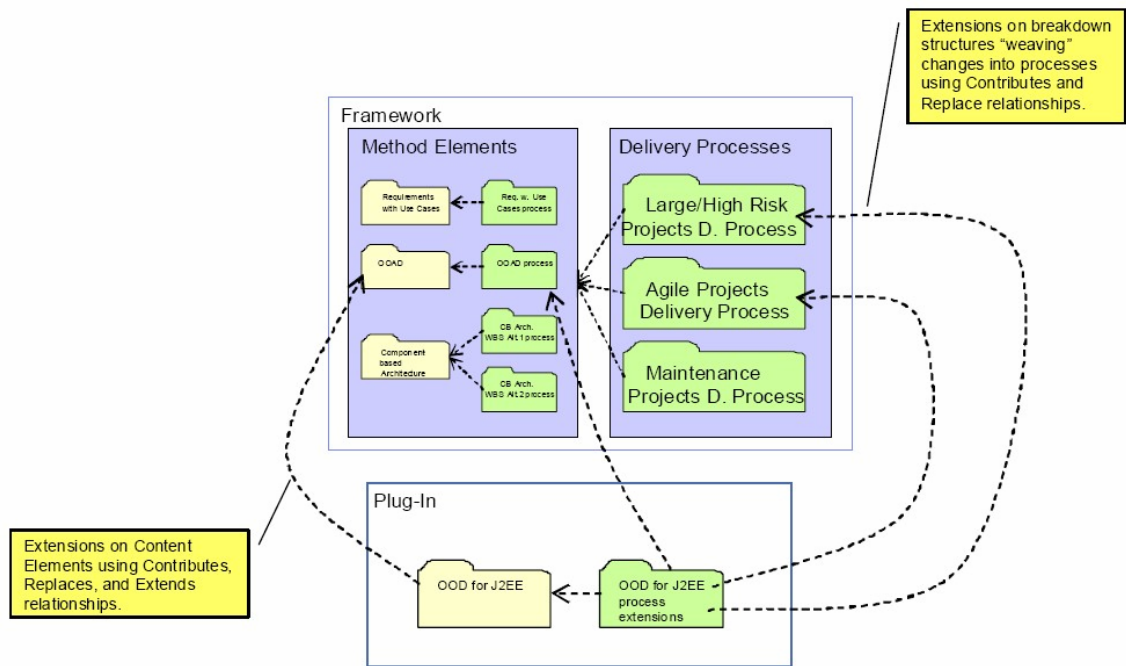 Extensions on breakdown
structures “weaving”
changes into processes
using Contributes and
Replace relationships.
Framework
Method Elements
Requirements
with Use Cases
Req. w. Use
Cases process
OOAD
OOAD process
Component
based
Architecture
CB Arch.
WBS Alt.1 process
CB Arch.
WBS Alt.2 process
Delivery Processes
Large/High Risk
Projects D. Process
Agile Projects
Delivery Process
Maintenance
Projects D. Process
Plug-In
OOD for J2EE
OOD for J2EE
process
extensions
Extensions on Content
Elements using Contributes,
Replaces, and Extends
relationships.